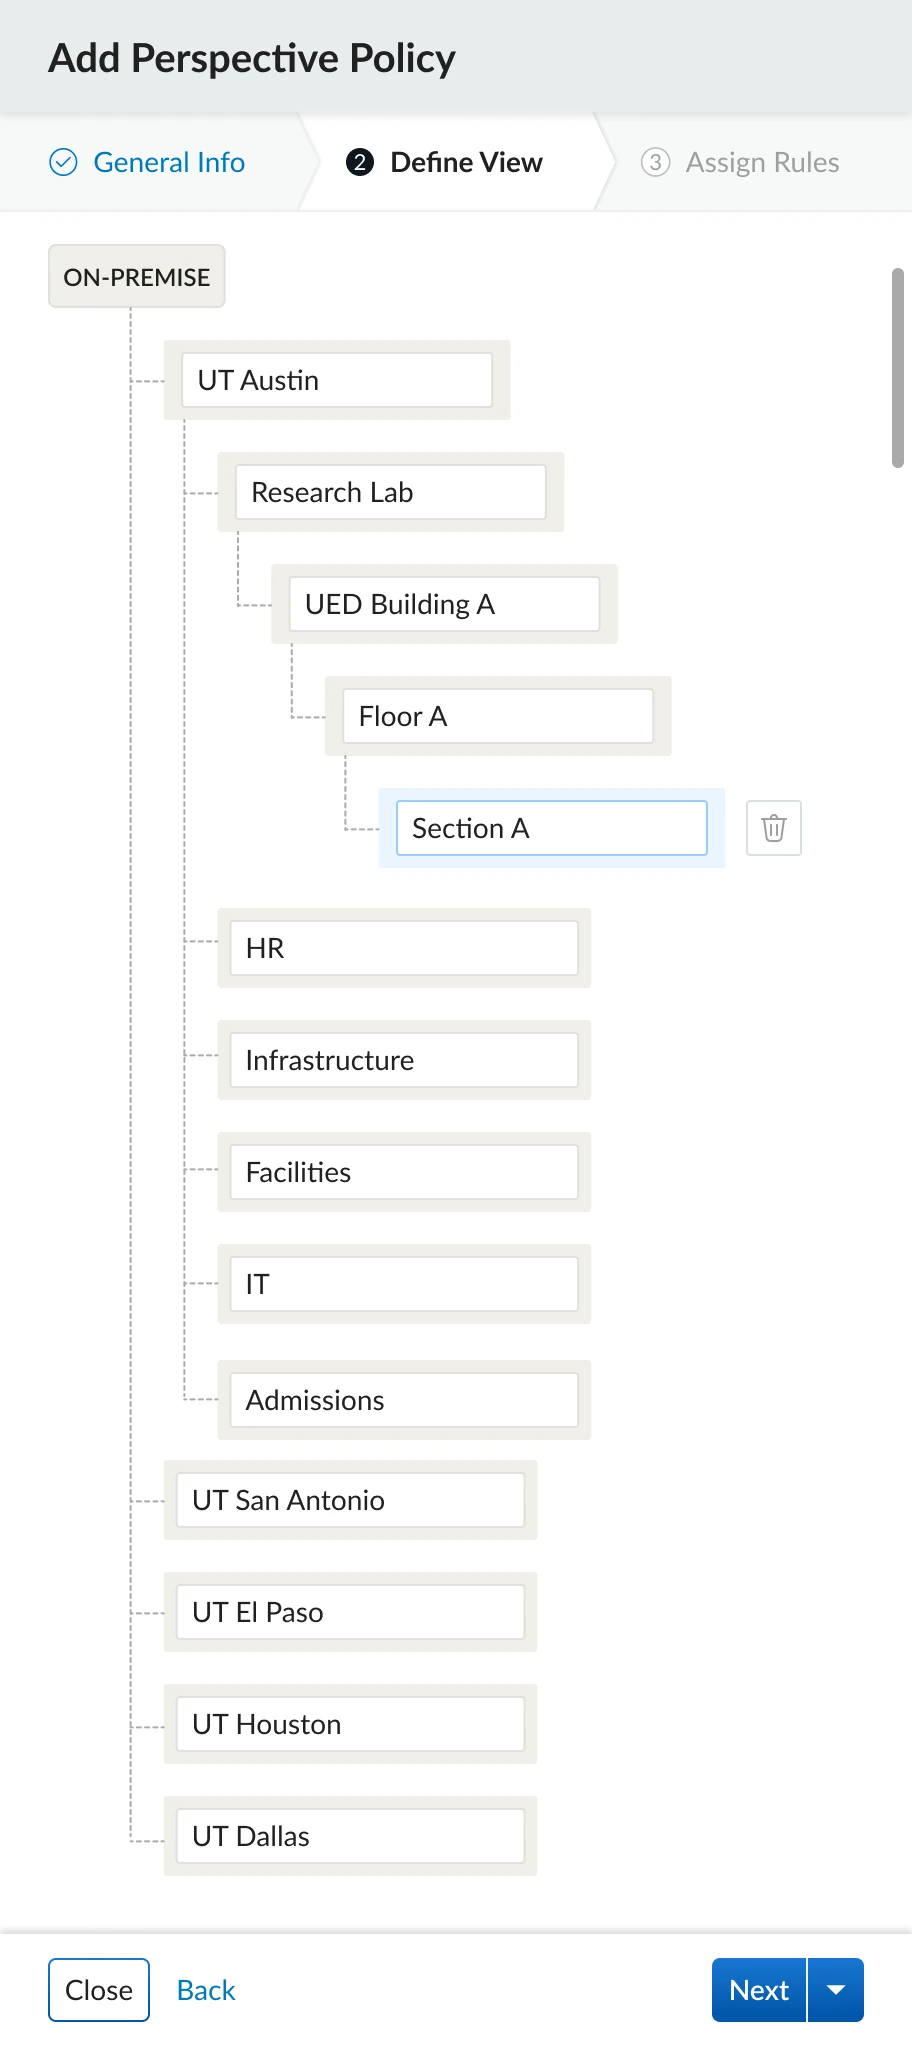 Add Perspective Policy
General Info
2 Define View
3 Assign Rules
ON-PREMISE
UT Austin
Research Lab
UED Building A
Floor A
Section A
HR
Infrastructure
Facilities
IT
Admissions
UT San Antonio
UT El Paso
UT Houston
UT Dallas
Close
Back
Next